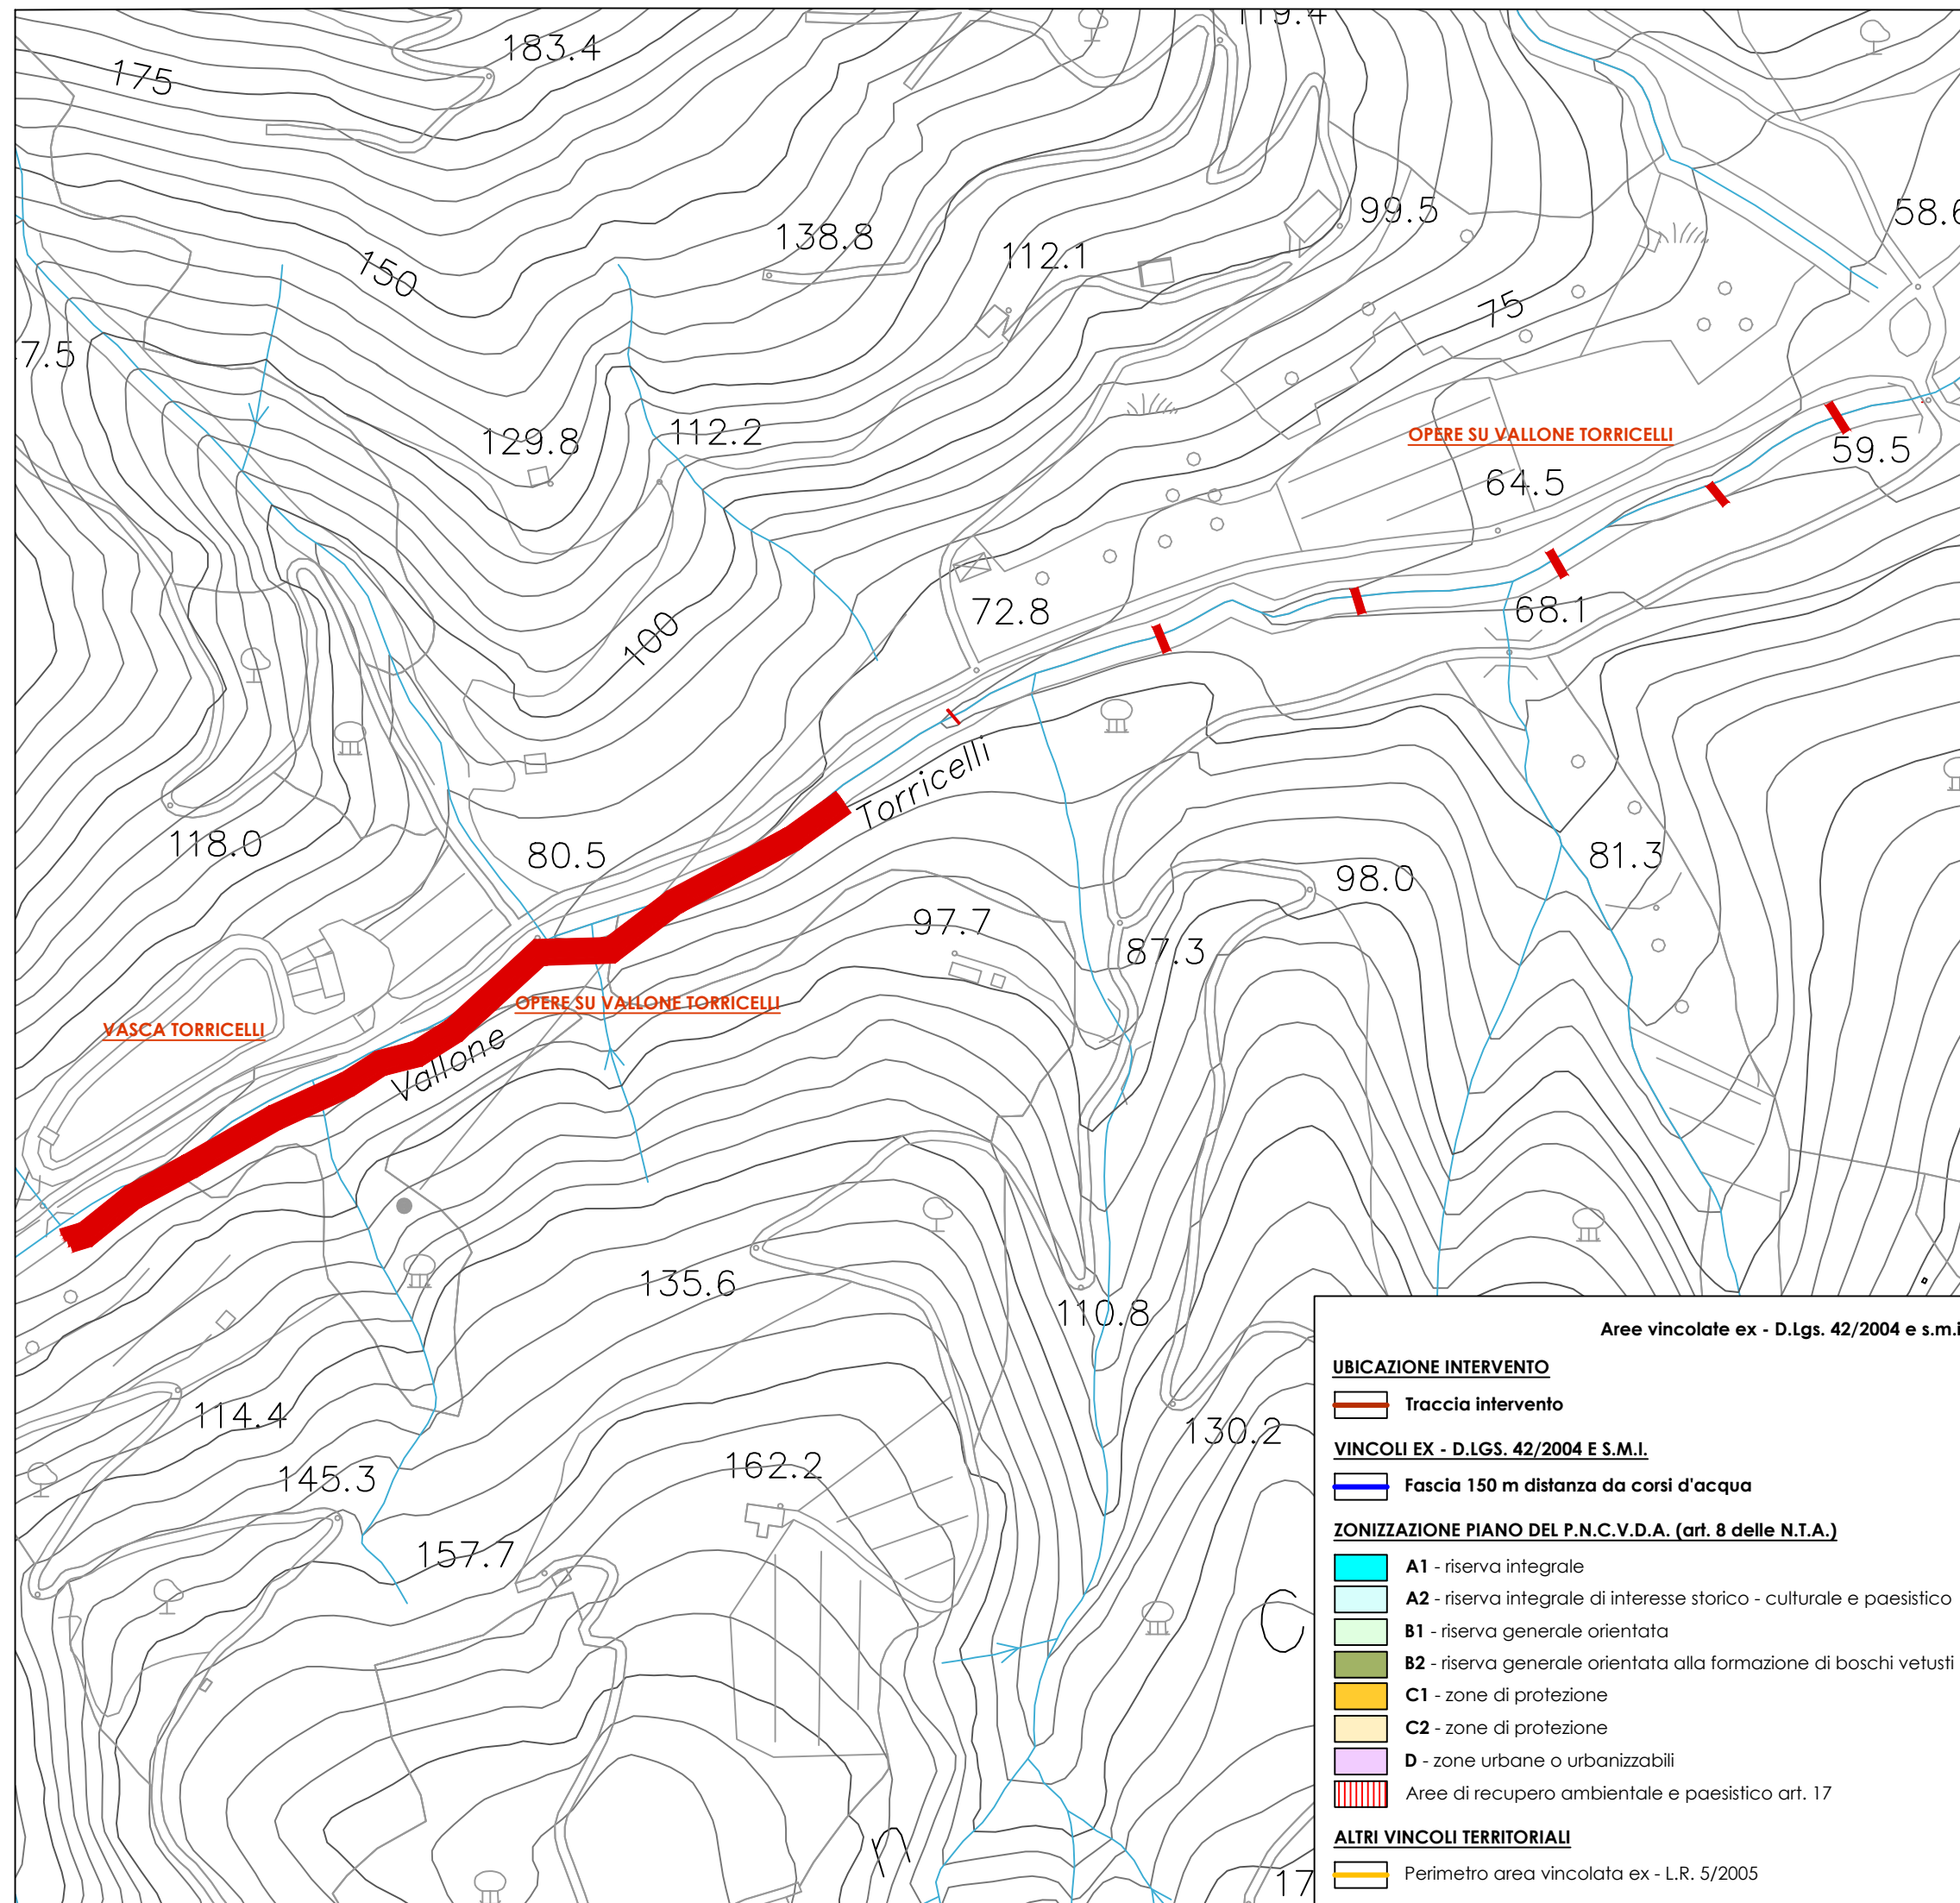 119.4
183.4
175
99.5
58.6
138.8
112.1
150
75
7.5
129.8
112.2
OPERE SU VALLONE TORRICELLI
59.5
64.5
72.8
68.1
100
Torricelli
118.0
80.5
81.3
98.0
97.7
87.3
OPERE SU VALLONE TORRICELLI
VASCA TORRICELLI
Vallone
135.6
110.8
114.4
130.2
145.3
162.2
157.7
C
n
17
Aree vincolate ex - D.Lgs. 42/2004 e s.m.i
UBICAZIONE INTERVENTO
Traccia intervento
VINCOLI EX - D.LGS. 42/2004 E S.M.I.
Fascia 150 m distanza da corsi d'acqua
ZONIZZAZIONE PIANO DEL P.N.C.V.D.A. (art. 8 delle N.T.A.)
A1 - riserva integrale
A2 - riserva integrale di interesse storico - culturale e paesistico
B1 - riserva generale orientata
B2 - riserva generale orientata alla formazione di boschi vetusti
C1 - zone di protezione
C2 - zone di protezione
D - zone urbane o urbanizzabili
Aree di recupero ambientale e paesistico art. 17
ALTRI VINCOLI TERRITORIALI
Perimetro area vincolata ex - L.R. 5/2005